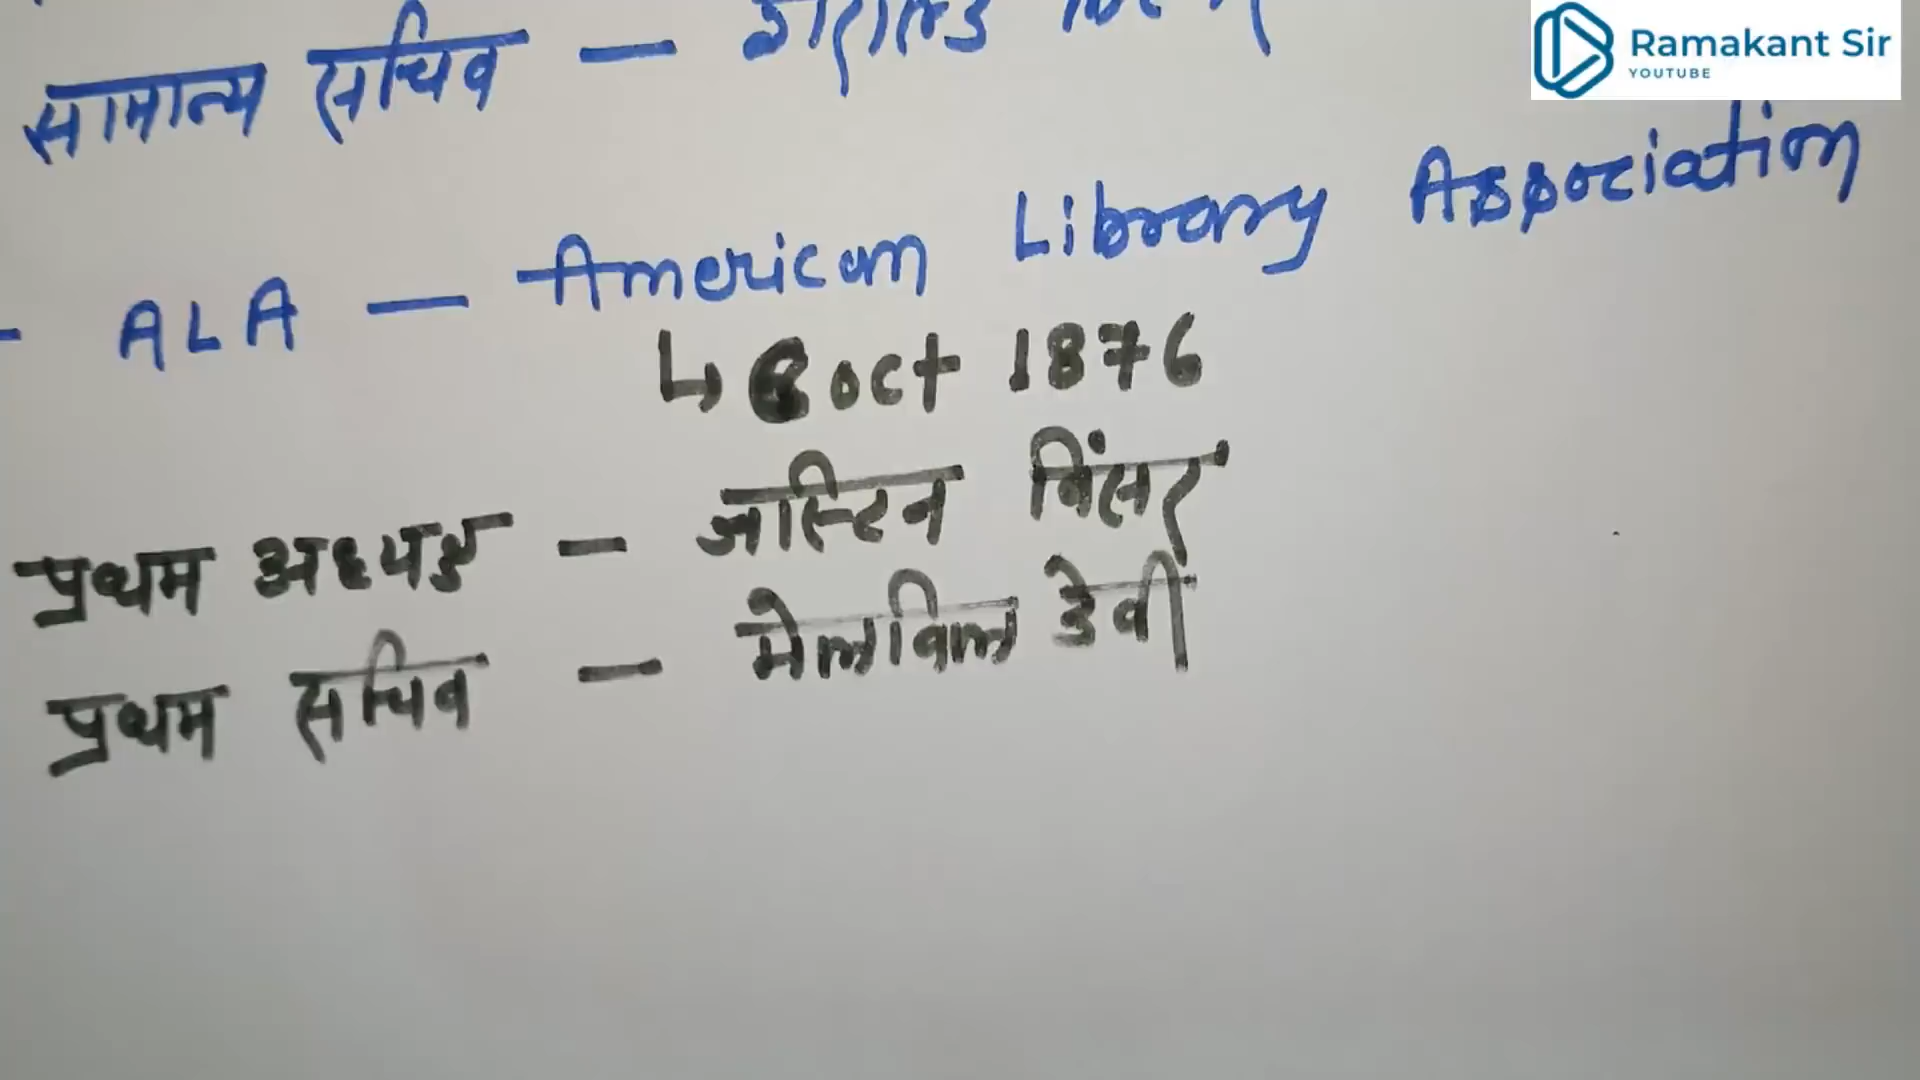 Ramakant Sir
YOUTUBE
सामान्य सचिव —
- ALA — American Library Association
↳ 6 oct 1876
प्रथम अध्यक्ष — जस्टिन विंसर
प्रथम सचिव — मेलविल डेवी